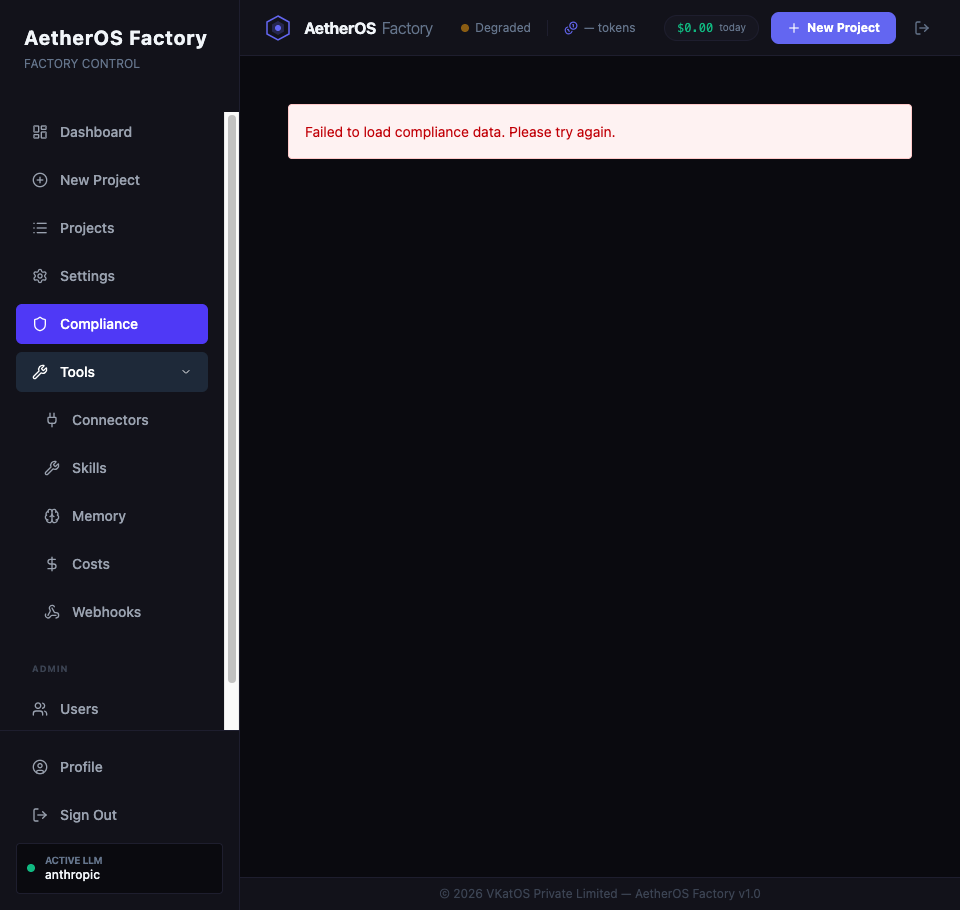 AetherOS Factory
FACTORY CONTROL
Dashboard
New Project
Projects
Settings
Compliance
Tools
Connectors
Skills
Memory
Costs
Webhooks
ADMIN
Users
Profile
Sign Out
ACTIVE LLM
anthropic
AetherOS Factory
Degraded
— tokens
$0.00 today
New Project
Failed to load compliance data. Please try again.
© 2026 VKatOS Private Limited — AetherOS Factory v1.0